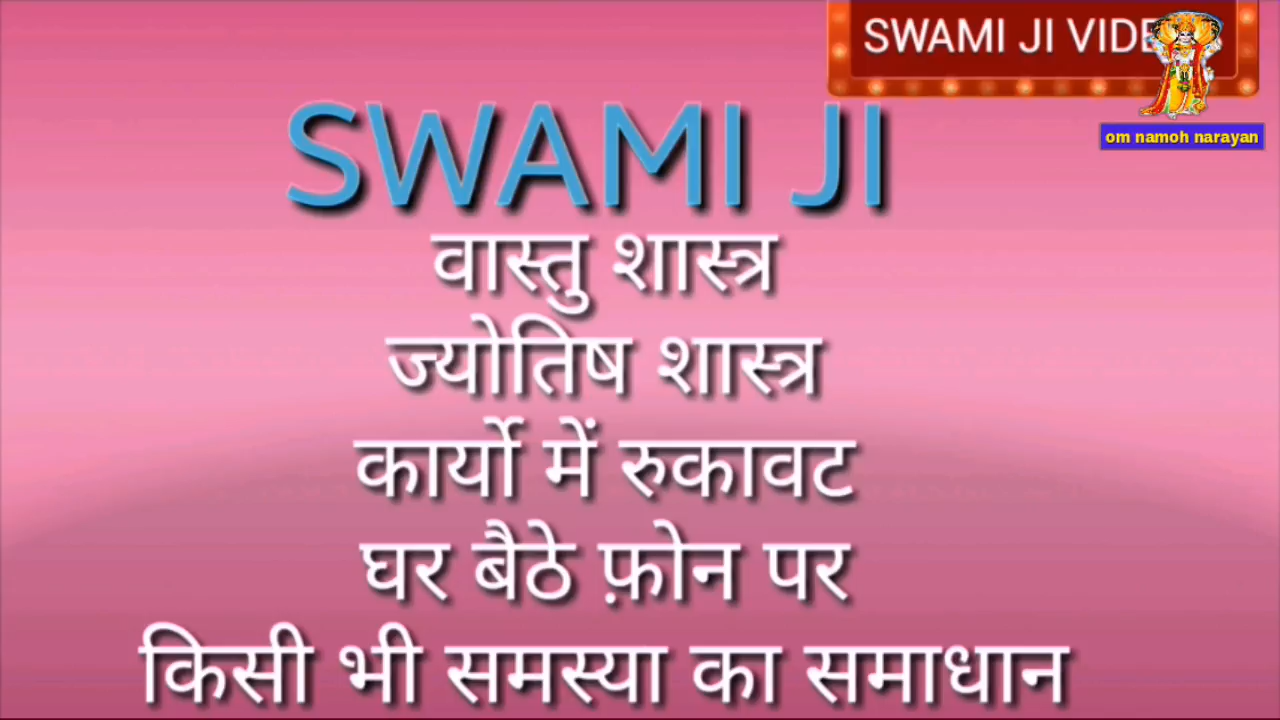 SWAMI JI VIDE
om namoh narayan
SWAMI JI
वास्तु शास्त्र
ज्योतिष शास्त्र
कार्यो में रुकावट
घर बैठे फ़ोन पर
किसी भी समस्या का समाधान